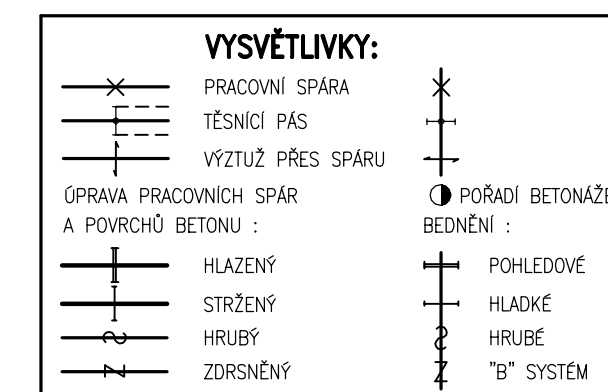 VYSVĚTLIVKY:
PRACOVNÍ SPÁRA
TĚSNÍCÍ PÁS
VÝZTUŽ PŘES SPÁRU
ÚPRAVA PRACOVNÍCH SPÁR
A POVRCHŮ BETONU :
HLAZENÝ
STRŽENÝ
HRUBÝ
ZDRSNĚNÝ
POŘADÍ BETONÁŽE
BEDNĚNÍ :
POHLEDOVÉ
HLADKÉ
HRUBÉ
"B" SYSTÉM